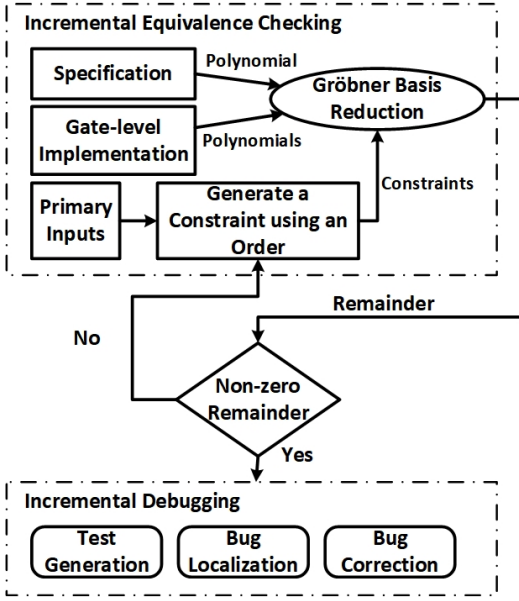 Incremental Equivalence Checking
Specification
Polynomial
Gröbner Basis
Reduction
Gate-level
Implementation
Polynomials
Primary
Inputs
Generate a
Constraint using an
Order
Constraints
Remainder
No
Non-zero
Remainder
Yes
Incremental Debugging
Test
Generation
Bug
Localization
Bug
Correction